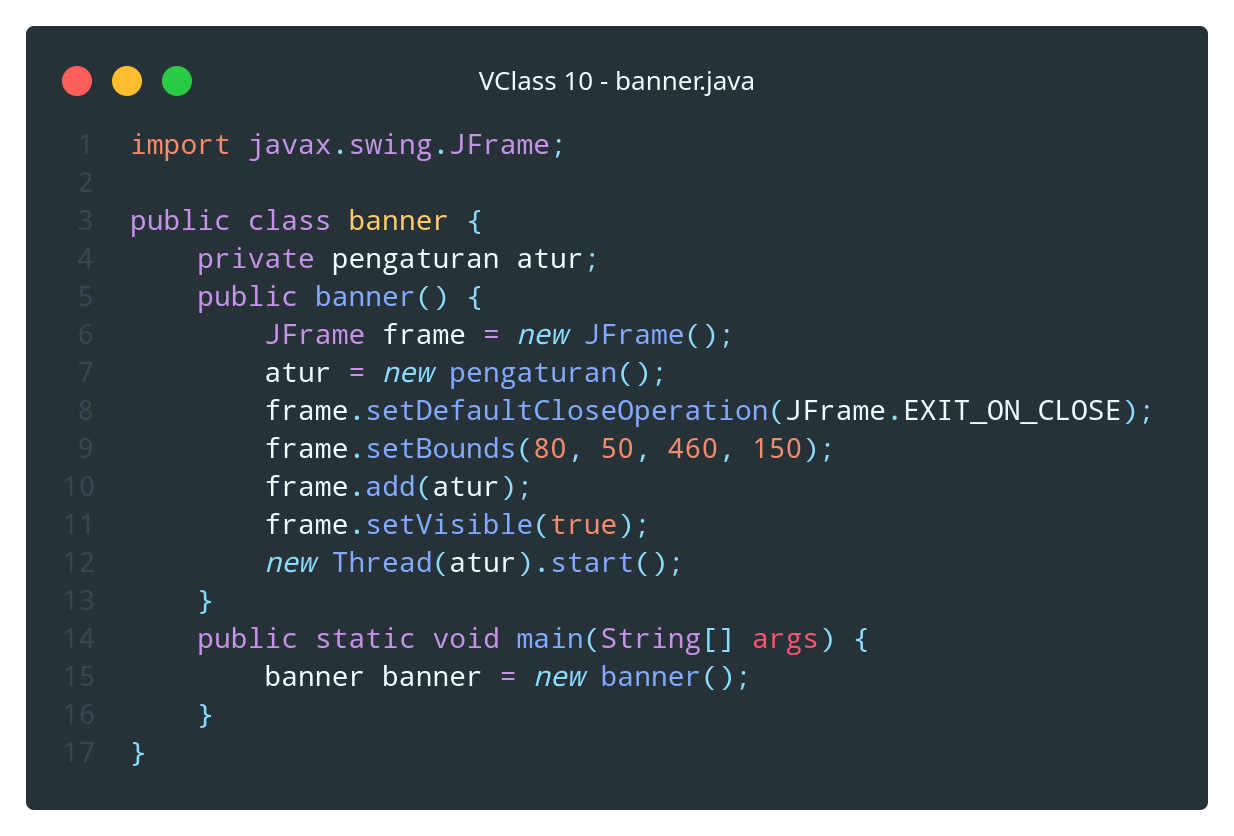 VClass 10 - banner.java
1 import javax.swing.JFrame;
2
3 public class banner {
4     private pengaturan atur;
5     public banner() {
6         JFrame frame = new JFrame();
7         atur = new pengaturan();
8         frame.setDefaultCloseOperation(JFrame.EXIT_ON_CLOSE);
9         frame.setBounds(80, 50, 460, 150);
10         frame.add(atur);
11         frame.setVisible(true);
12         new Thread(atur).start();
13     }
14     public static void main(String[] args) {
15         banner banner = new banner();
16     }
17 }